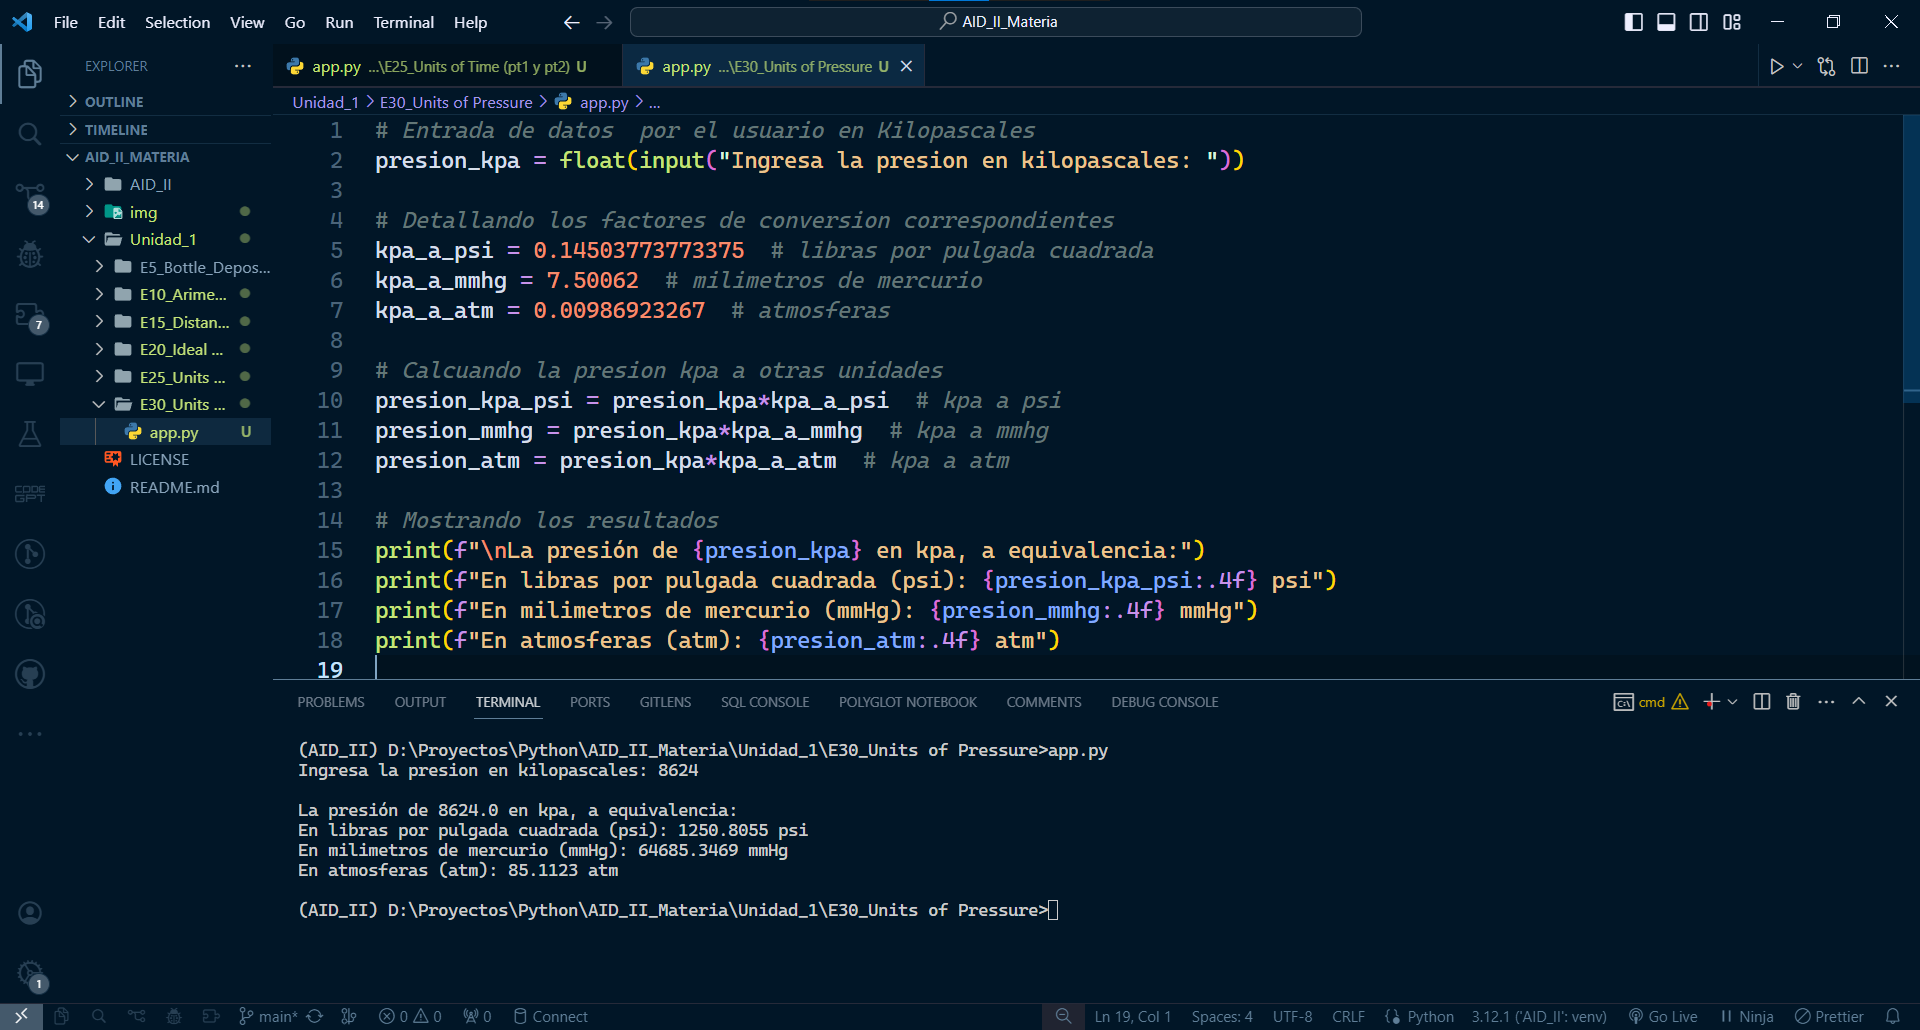 File Edit Selection View Go Run Terminal Help AID_II_Materia
EXPLORER
OUTLINE
TIMELINE
AID_II_MATERIA
AID_II
img
Unidad_1
E5_Bottle_Depos...
E10_Arime...
E15_Distan...
E20_Ideal ...
E25_Units ...
E30_Units ...
app.py U
LICENSE
README.md
14
7
CODE GPT
1
app.py ...\E25_Units of Time (pt1 y pt2) U
app.py ...\E30_Units of Pressure U
Unidad_1 > E30_Units of Pressure > app.py > ...
1 # Entrada de datos  por el usuario en Kilopascales
2 presion_kpa = float(input("Ingresa la presion en kilopascales: "))
3
4 # Detallando los factores de conversion correspondientes
5 kpa_a_psi = 0.14503773773375  # libras por pulgada cuadrada
6 kpa_a_mmhg = 7.50062  # milimetros de mercurio
7 kpa_a_atm = 0.00986923267  # atmosferas
8
9 # Calcuando la presion kpa a otras unidades
10 presion_kpa_psi = presion_kpa*kpa_a_psi  # kpa a psi
11 presion_mmhg = presion_kpa*kpa_a_mmhg  # kpa a mmhg
12 presion_atm = presion_kpa*kpa_a_atm  # kpa a atm
13
14 # Mostrando los resultados
15 print(f"\nLa presión de {presion_kpa} en kpa, a equivalencia:")
16 print(f"En libras por pulgada cuadrada (psi): {presion_kpa_psi:.4f} psi")
17 print(f"En milimetros de mercurio (mmHg): {presion_mmhg:.4f} mmHg")
18 print(f"En atmosferas (atm): {presion_atm:.4f} atm")
19
PROBLEMS OUTPUT TERMINAL PORTS GITLENS SQL CONSOLE POLYGLOT NOTEBOOK COMMENTS DEBUG CONSOLE cmd
(AID_II) D:\Proyectos\Python\AID_II_Materia\Unidad_1\E30_Units of Pressure>app.py
Ingresa la presion en kilopascales: 8624
La presión de 8624.0 en kpa, a equivalencia:
En libras por pulgada cuadrada (psi): 1250.8055 psi
En milimetros de mercurio (mmHg): 64685.3469 mmHg
En atmosferas (atm): 85.1123 atm
(AID_II) D:\Proyectos\Python\AID_II_Materia\Unidad_1\E30_Units of Pressure>
main* 0 0 0 Connect Ln 19, Col 1 Spaces: 4 UTF-8 CRLF Python 3.12.1 ('AID_II': venv) Go Live Ninja Prettier